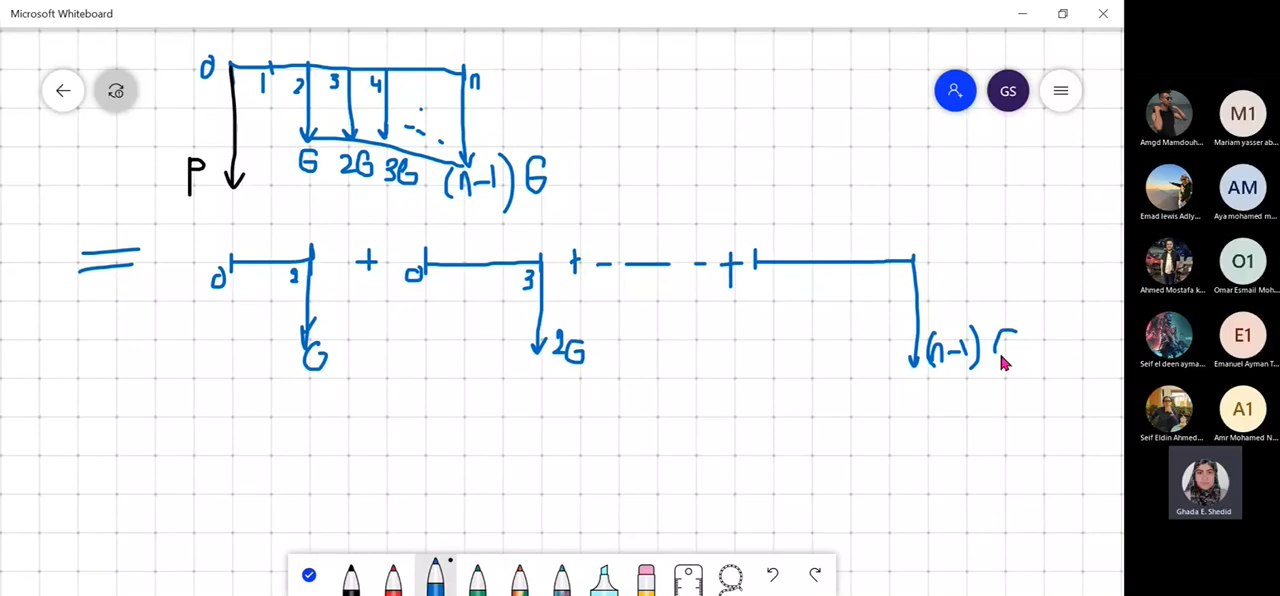 Microsoft Whiteboard
0 1 2 3 4 n
P G 2G 3G (n-1) G
GS
= 0 2 + 0 3 + - - - +
G 2G (n-1)
M1
Amgd Mamdouh...
Mariam yasser ab...
AM
Emad lewis Adly...
Aya mohamed m...
O1
Ahmed Mostafa k...
Omar Esmail Moh...
E1
Seif el deen ayma...
Emanuel Ayman T...
A1
Seif Eldin Ahmed...
Amr Mohamed N...
Ghada E. Shedid